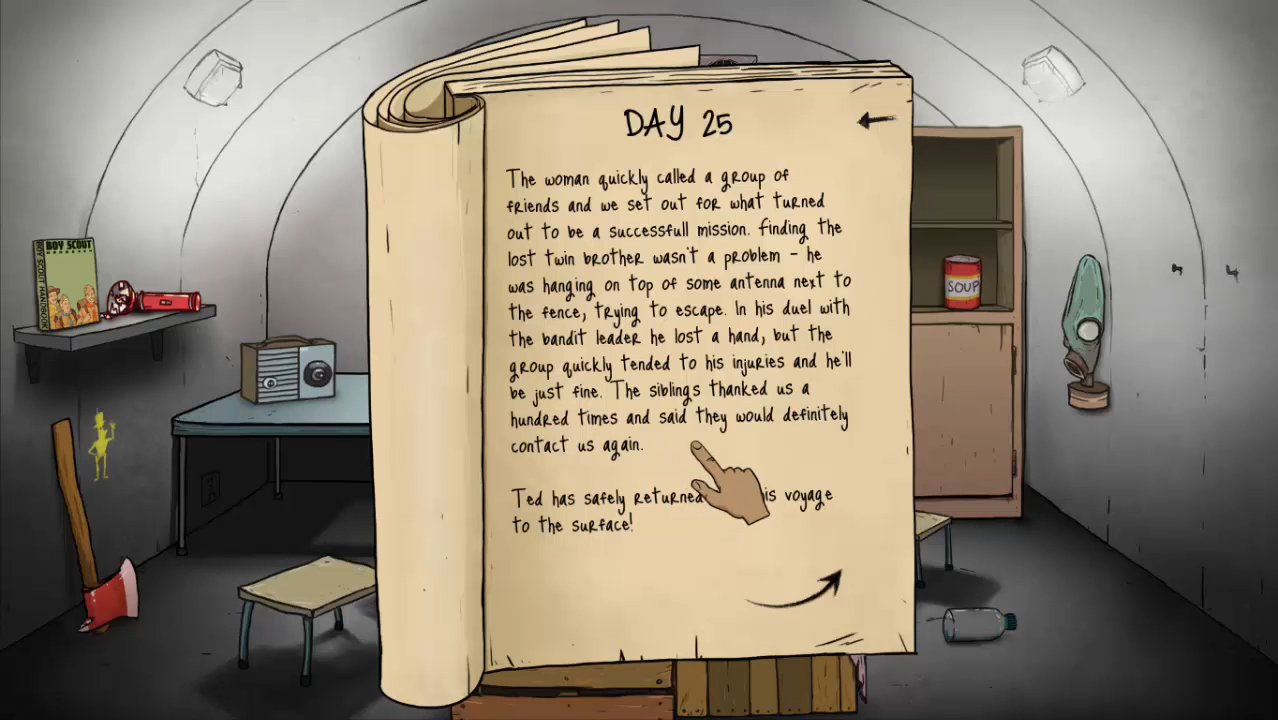 DAY 25
The woman quickly called a group of
friends and we set out for what turned
out to be a successfull mission. Finding the
lost twin brother wasn't a problem - he
was hanging on top of some antenna next to
the fence, trying to escape. In his duel with
the bandit leader he lost a hand, but the
group quickly tended to his injuries and he'll
be just fine. The siblings thanked us a
hundred times and said they would definitely
contact us again.
Ted has safely returned is voyage
to the surface!
BOY SCOUT
BOY SCOUT HANDBOOK
SOUP